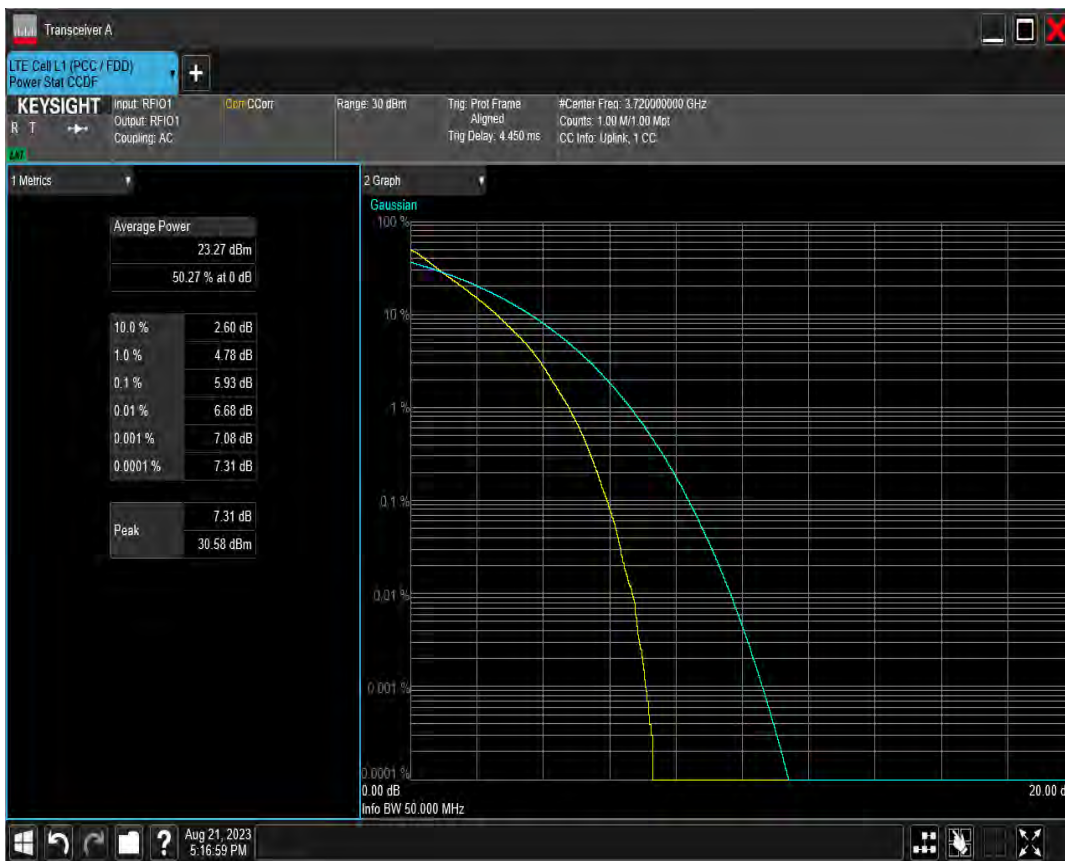 Transceiver A
LTE Cell L1 (PCC / FDD)
Power Stat CCDF
KEYSIGHT
R T
LXI
Input: RFIO1
Output: RFIO1
Coupling: AC
Corr CCorr
Range: 30 dBm
Trig: Prot Frame
Aligned
Trig Delay: 4.450 ms
#Center Freq: 3.720000000 GHz
Counts: 1.00 M/1.00 Mpt
CC Info: Uplink, 1 CC
1 Metrics
Average Power
23.27 dBm
50.27 % at 0 dB
10.0 % 2.60 dB
1.0 % 4.78 dB
0.1 % 5.93 dB
0.01 % 6.68 dB
0.001 % 7.08 dB
0.0001 % 7.31 dB
Peak 7.31 dB
30.58 dBm
2 Graph
Gaussian
100 %
10 %
1 %
0.1 %
0.01 %
0.001 %
0.0001 %
0.00 dB
20.00 d
Info BW 50.000 MHz
? Aug 21, 2023
5:16:59 PM